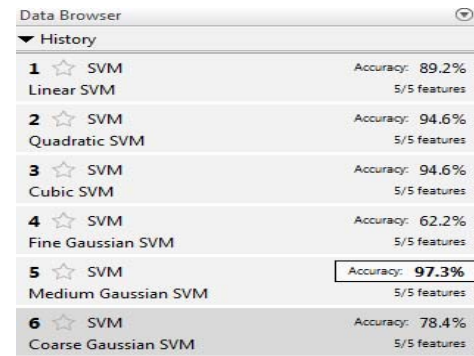 Data Browser
History
1 SVM Accuracy: 89.2%
Linear SVM 5/5 features
2 SVM Accuracy: 94.6%
Quadratic SVM 5/5 features
3 SVM Accuracy: 94.6%
Cubic SVM 5/5 features
4 SVM Accuracy: 62.2%
Fine Gaussian SVM 5/5 features
5 SVM Accuracy: 97.3%
Medium Gaussian SVM 5/5 features
6 SVM Accuracy: 78.4%
Coarse Gaussian SVM 5/5 features